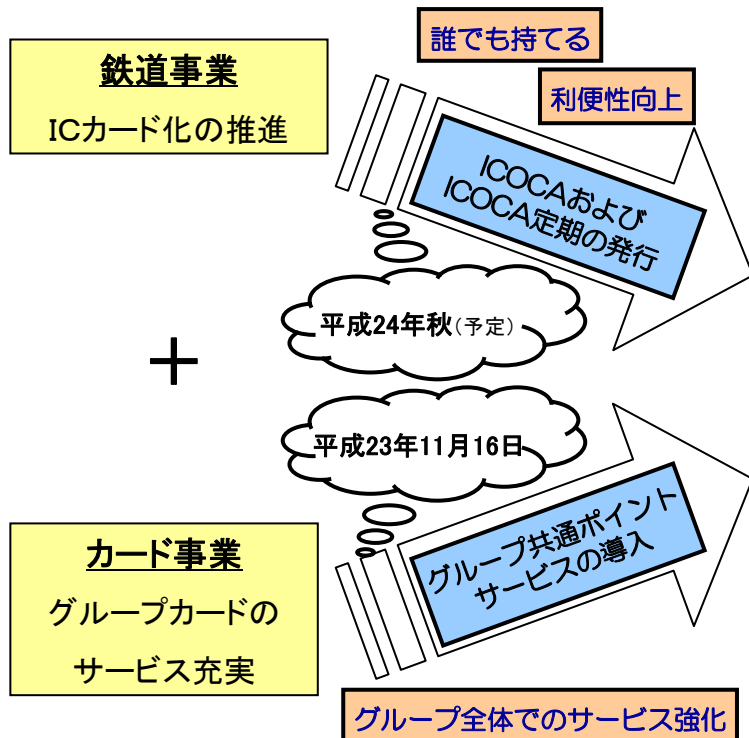 誰でも持てる
利便性向上
鉄道事業
ICカード化の推進
ICOCAおよび
ICOCA定期の発行
平成24年秋(予定)
+
平成23年11月16日
カード事業
グループカードの
サービス充実
グループ共通ポイント
サービスの導入
グループ全体でのサービス強化